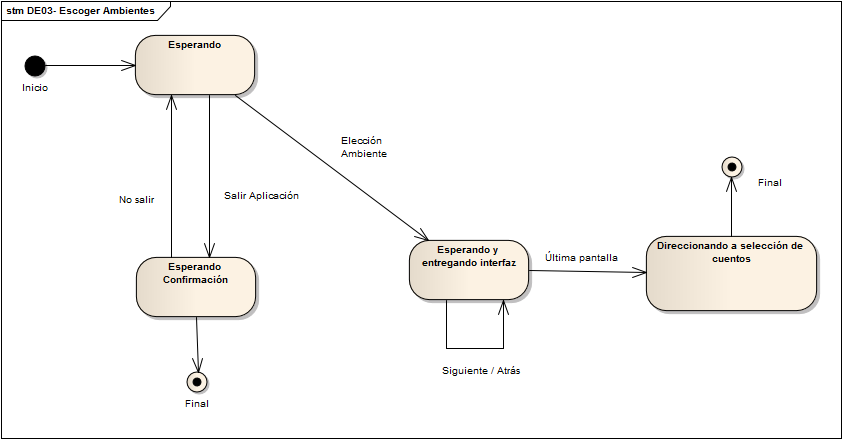 stm DE03- Escoger Ambientes
Esperando
Inicio
Elección
Ambiente
No salir
Salir Aplicación
Final
Esperando y
entregando interfaz
Última pantalla
Direccionando a selección de
cuentos
Esperando
Confirmación
Siguiente / Atrás
Final